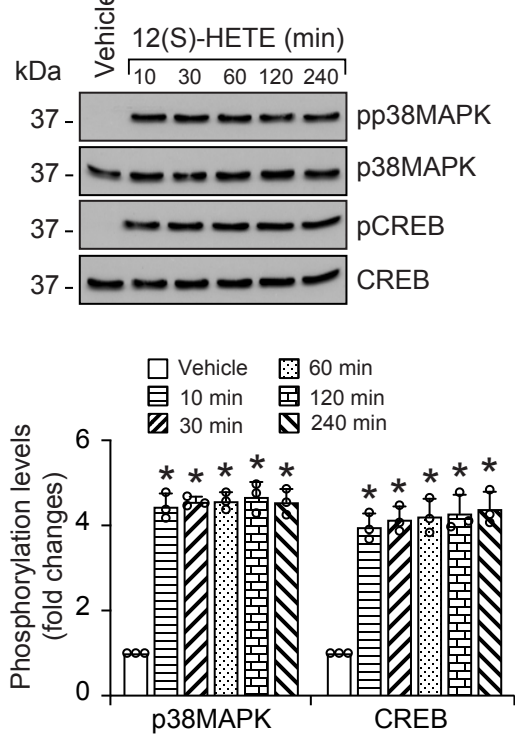 Vehicle
12(S)-HETE (min)
kDa
10 30 60 120 240
37 - pp38MAPK
37 - p38MAPK
37 - pCREB
37 - CREB
Vehicle
60 min
10 min
120 min
30 min
240 min
Phosphorylation levels
(fold changes)
6
* * * * * * * * * *
4
2
0
p38MAPK
CREB